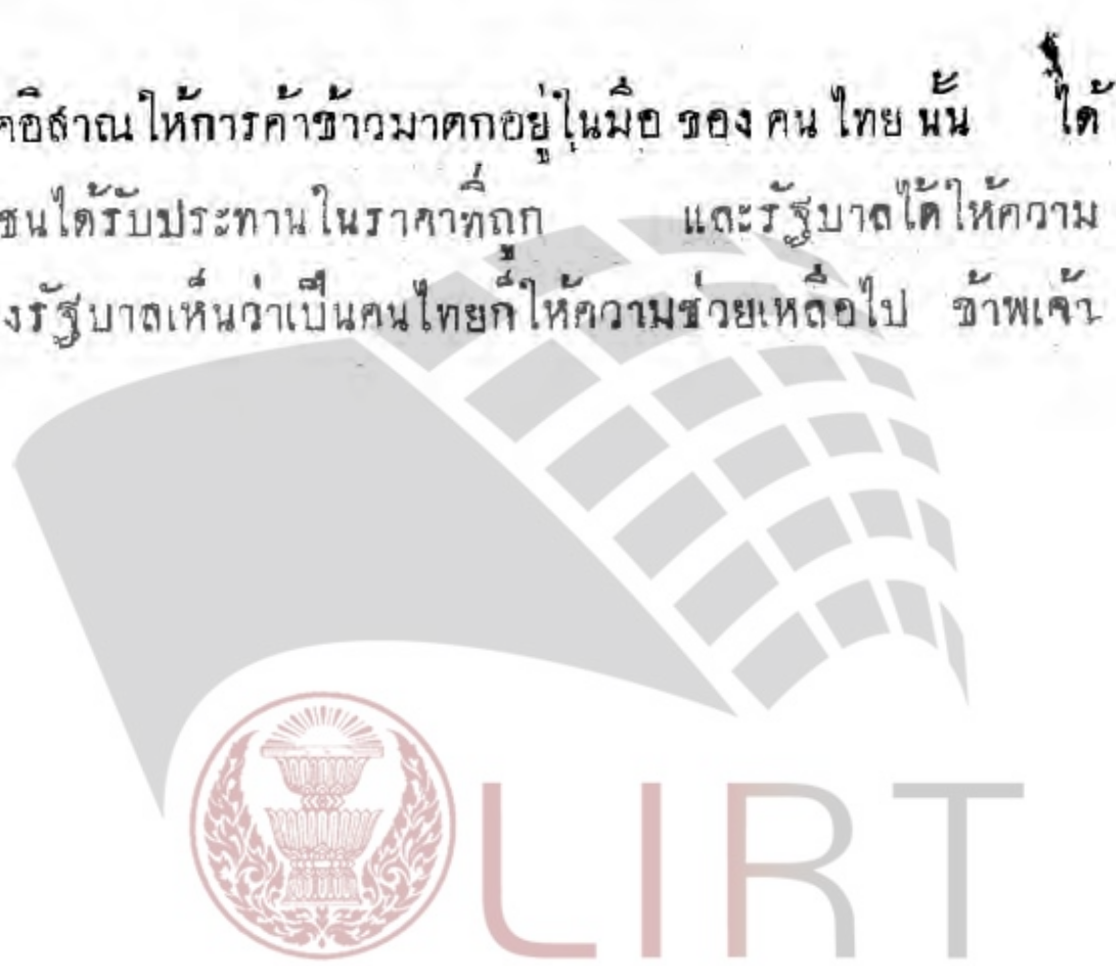 คอีสาณให้การค้าข้าวมาตกอยู่ในมือ ของ คน ไทย นั้น ได้
ชนได้รับประทานในราคาที่ถูก และรัฐบาลได้ให้ความ
งรัฐบาลเห็นว่าเป็นคนไทยก็ให้ความช่วยเหลือไป ข้าพเจ้า
LIRT